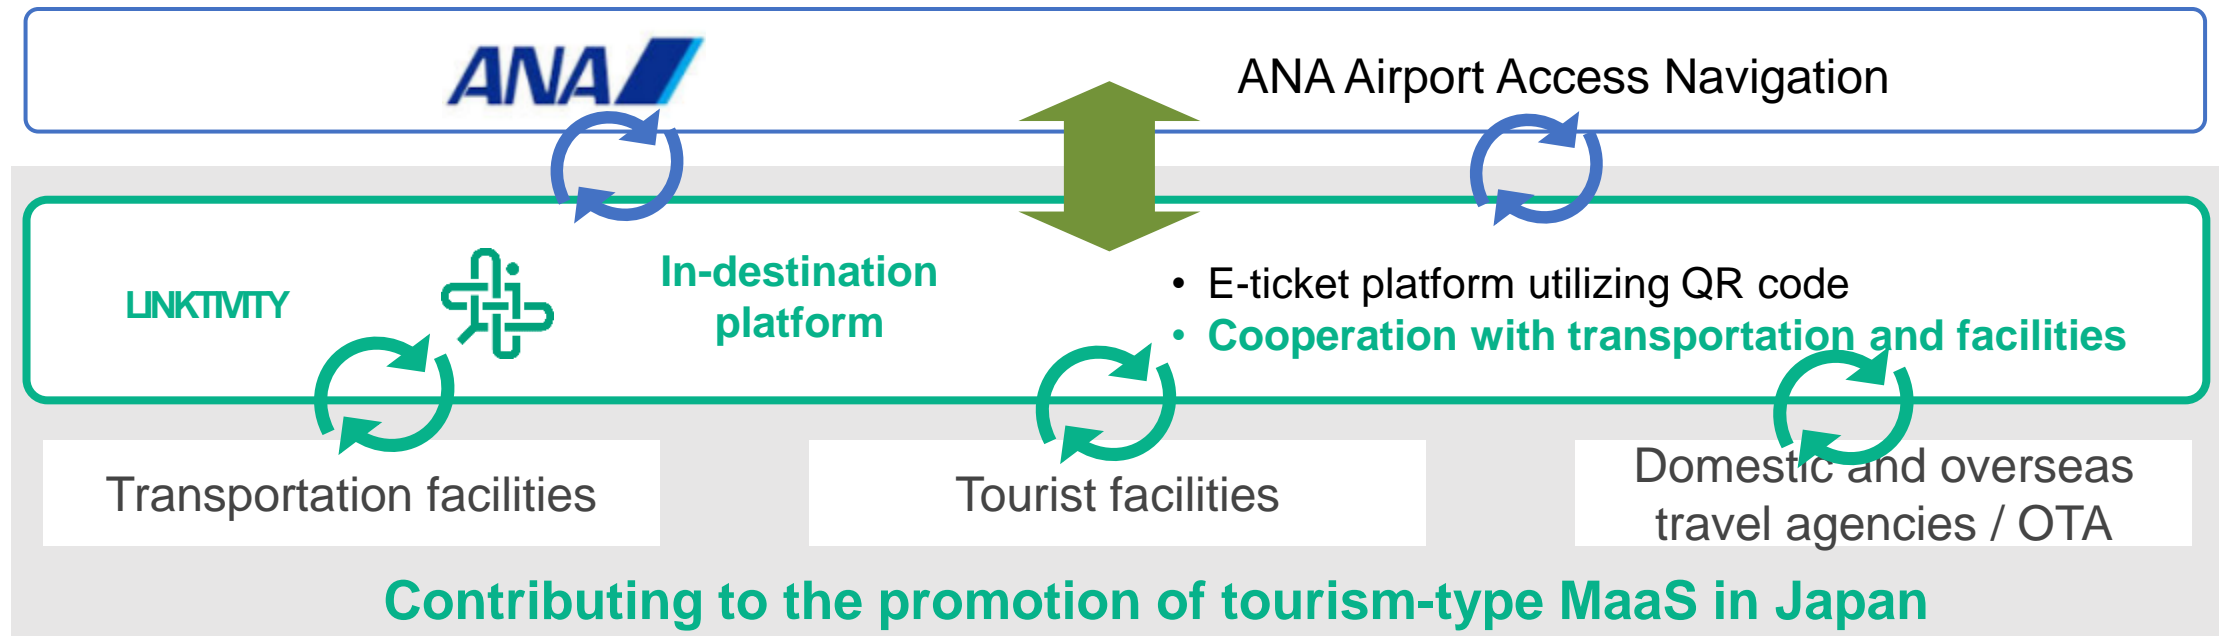 ANA
ANA Airport Access Navigation
LINKTIVITY
In-destination
platform
• E-ticket platform utilizing QR code
• Cooperation with transportation and facilities
Transportation facilities
Tourist facilities
Domestic and overseas
travel agencies / OTA
Contributing to the promotion of tourism-type MaaS in Japan